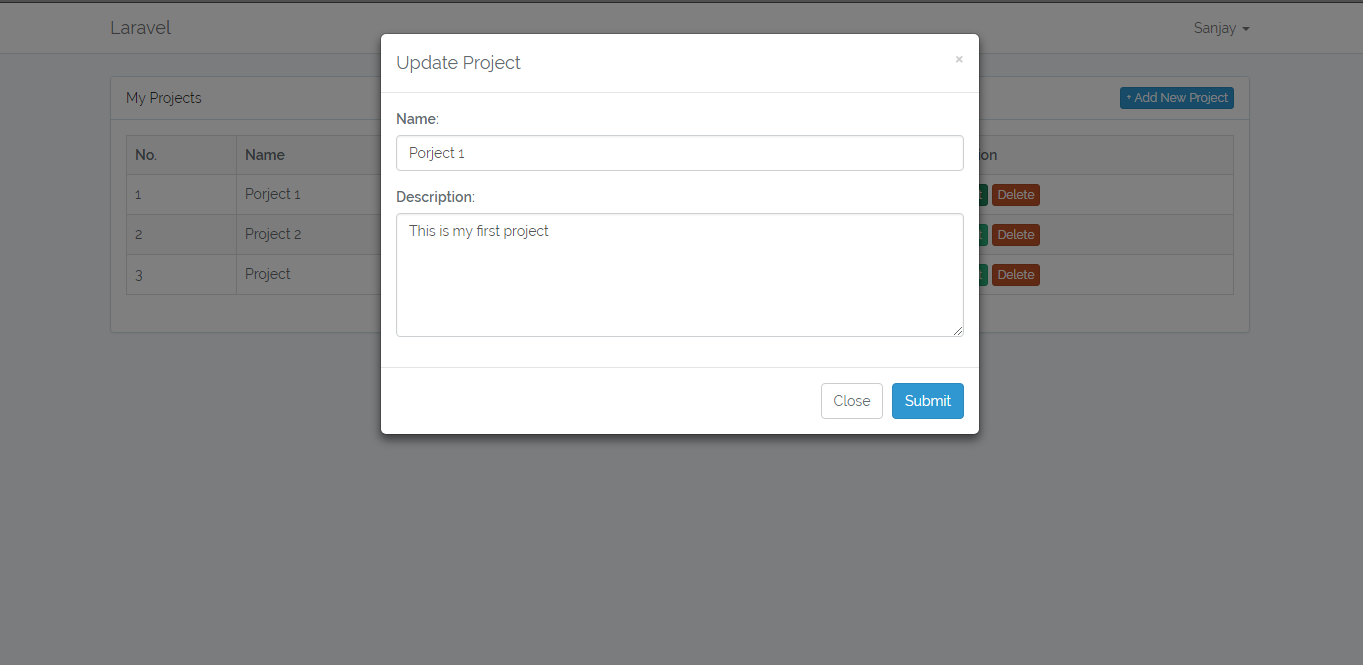 Laravel
Sanjay
Update Project
×
My Projects
+ Add New Project
Name:
No.
Name
Porject 1
1
Porject 1
Delete
Description:
This is my first project
2
Project 2
Delete
3
Project
Delete
Close
Submit